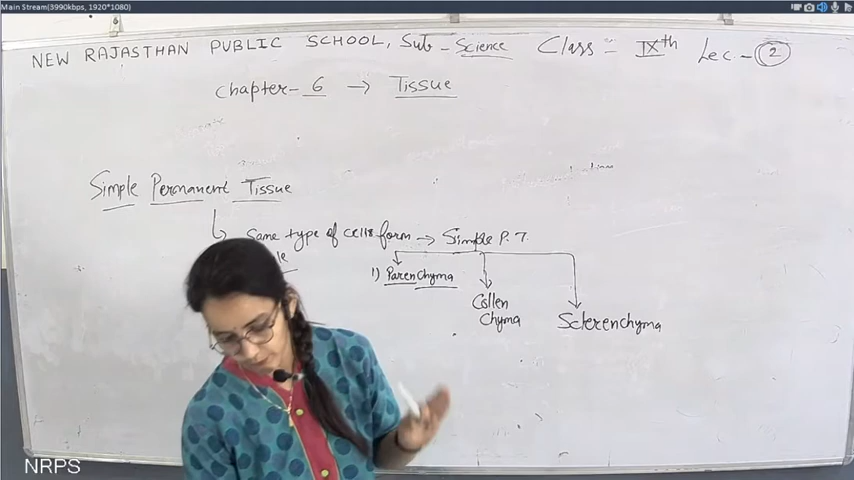 Main Stream(3990kbps, 1920*1080)
NEW RAJASTHAN PUBLIC SCHOOL, Sub - Science Class = IXth Lec - 2
Chapter - 6 → Tissue
Simple Permanent Tissue
Same type of cells form → Simple P. T.
1) Parenchyma
Collen
chyma
Sclerenchyma
NRPS